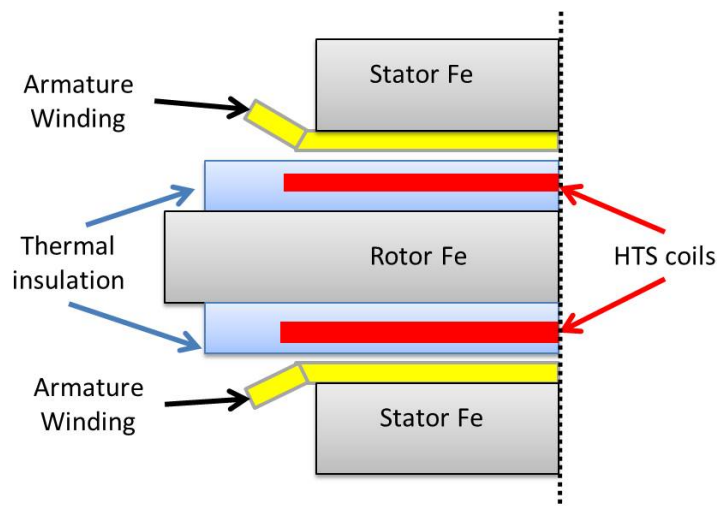 Stator Fe
Armature
Winding
Thermal
insulation
Rotor Fe
HTS coils
Armature
Winding
Stator Fe